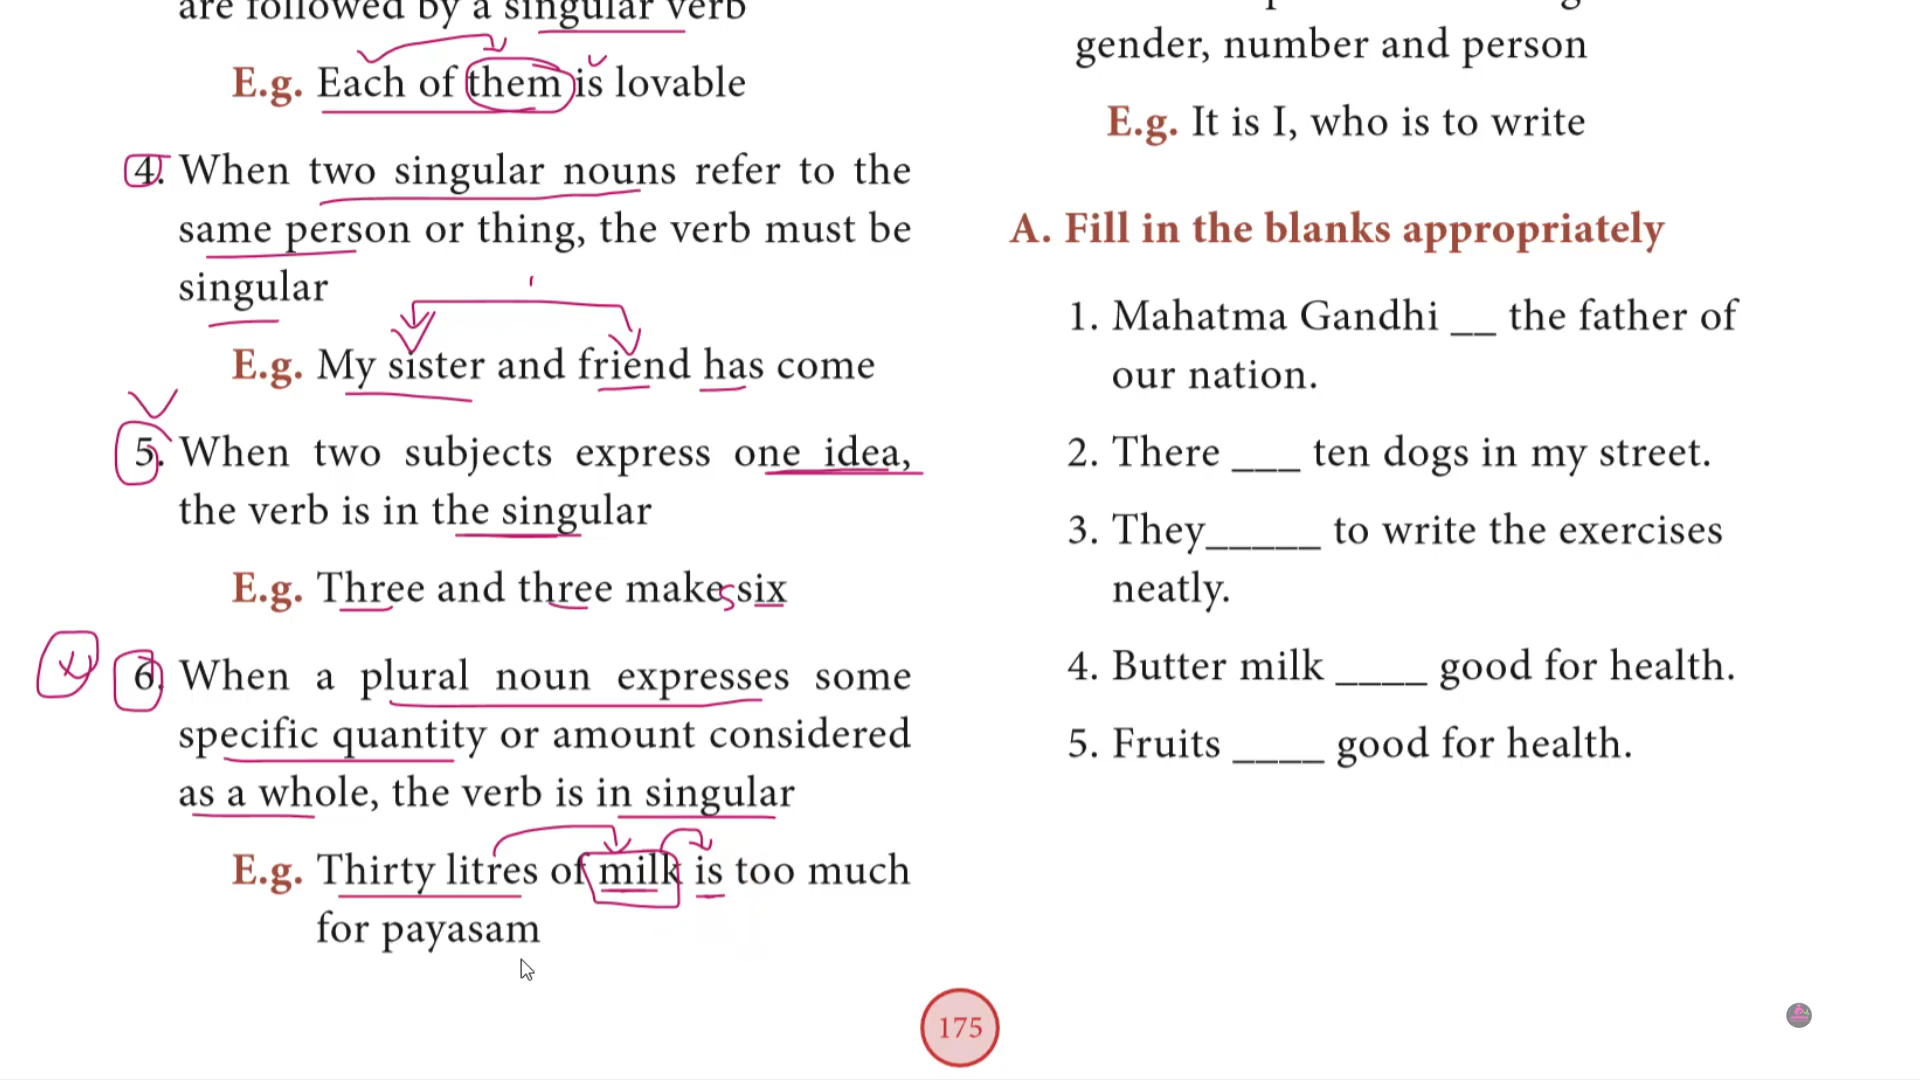 are followed by a singular verb
E.g. Each of them is lovable
4. When two singular nouns refer to the
same person or thing, the verb must be
singular
E.g. My sister and friend has come
5. When two subjects express one idea,
the verb is in the singular
E.g. Three and three makes six
6. When a plural noun expresses some
specific quantity or amount considered
as a whole, the verb is in singular
E.g. Thirty litres of milk is too much
for payasam
gender, number and person
E.g. It is I, who is to write
A. Fill in the blanks appropriately
1. Mahatma Gandhi __ the father of
our nation.
2. There ___ ten dogs in my street.
3. They_____ to write the exercises
neatly.
4. Butter milk ____ good for health.
5. Fruits ____ good for health.
175